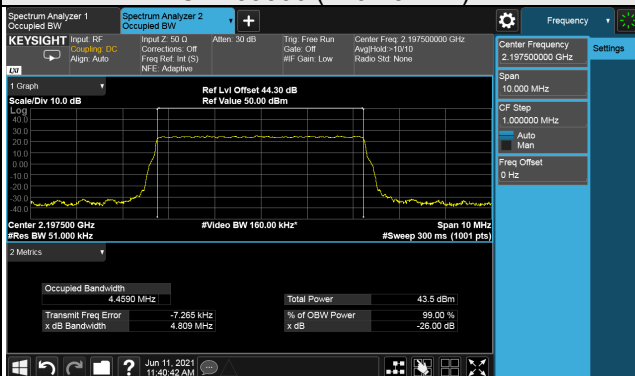 Spectrum Analyzer 1
Occupied BW
Spectrum Analyzer 2
Occupied BW
Frequency
KEYSIGHT
Input: RF
Coupling: DC
Align: Auto
Input Z: 50 Ω
Corrections: Off
Freq Ref: Int (S)
NFE: Adaptive
Atten: 30 dB
Trig: Free Run
Gate: Off
#IF Gain: Low
Center Freq: 2.197500000 GHz
Avg|Hold:>10/10
Radio Std: None
LXI
Center Frequency
2.197500000 GHz
Settings
Span
10.000 MHz
CF Step
1.000000 MHz
Auto
Man
Freq Offset
0 Hz
1 Graph
Scale/Div 10.0 dB
Ref Lvl Offset 44.30 dB
Ref Value 50.00 dBm
Log
40.0
30.0
20.0
10.0
0.00
-10.0
-20.0
-30.0
-40.0
Center 2.197500 GHz
#Res BW 51.000 kHz
#Video BW 160.00 kHz*
Span 10 MHz
#Sweep 300 ms (1001 pts)
2 Metrics
Occupied Bandwidth
4.4590 MHz
Total Power 43.5 dBm
Transmit Freq Error -7.265 kHz
% of OBW Power 99.00 %
x dB Bandwidth 4.809 MHz
x dB -26.00 dB
Jun 11, 2021
11:40:42 AM